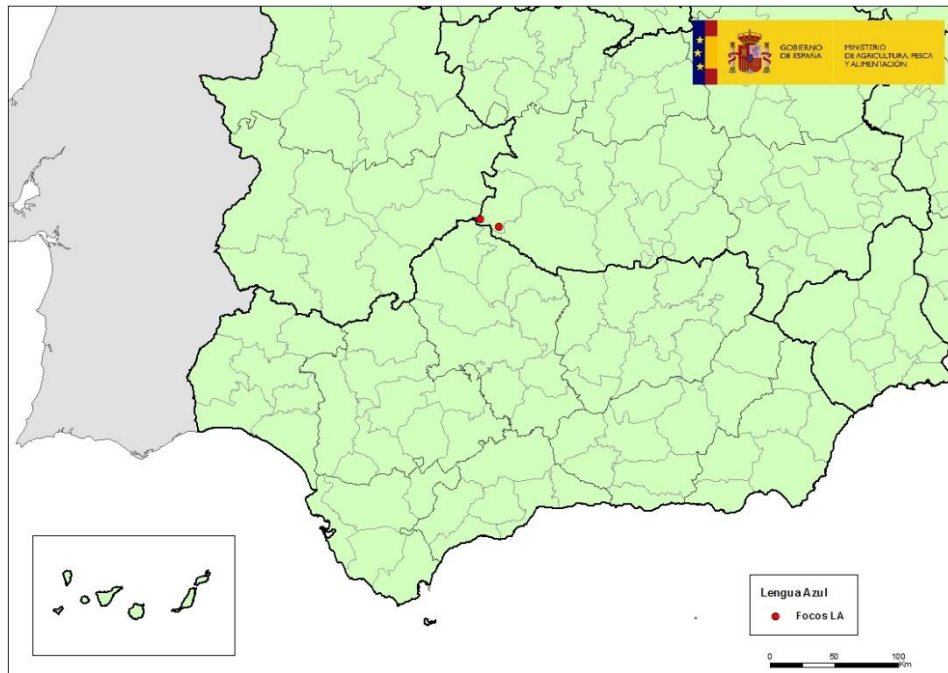 GOBIERNO
DE ESPAÑA
MINISTERIO
DE AGRICULTURA, PESCA
Y ALIMENTACIÓN
Lengua Azul
Focos LA
0 50 100
Km